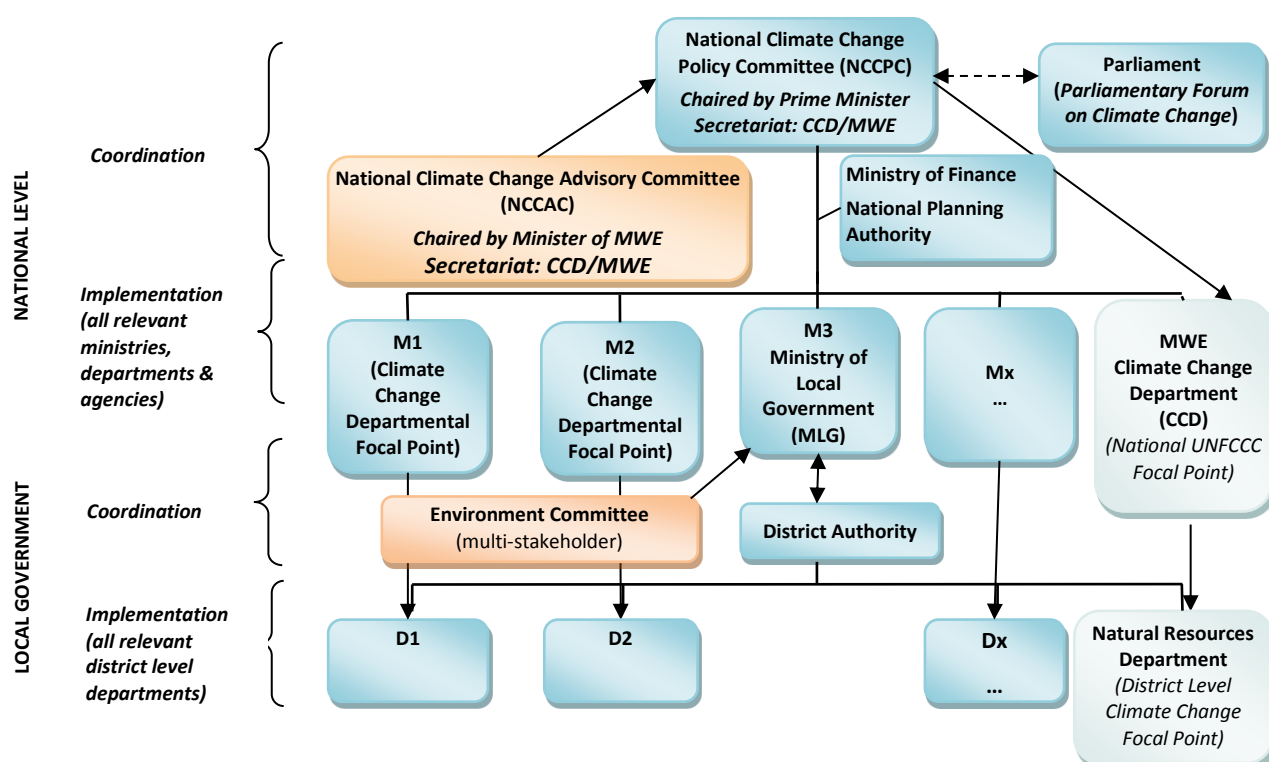 NATIONAL LEVEL
Coordination
National Climate Change
Policy Committee (NCCPC)
Chaired by Prime Minister
Secretariat: CCD/MWE
Parliament
(Parliamentary Forum
on Climate Change)
National Climate Change Advisory Committee
(NCCAC)
Chaired by Minister of MWE
Secretariat: CCD/MWE
Ministry of Finance
National Planning
Authority
Implementation
(all relevant
ministries,
departments &
agencies)
M1
(Climate
Change
Departmental
Focal Point)
M2
(Climate
Change
Departmental
Focal Point)
M3
Ministry of
Local
Government
(MLG)
Mx
...
MWE
Climate Change
Department
(CCD)
(National UNFCCC
Focal Point)
LOCAL GOVERNMENT
Coordination
Environment Committee
(multi-stakeholder)
District Authority
Implementation
(all relevant
district level
departments)
D1
D2
Dx
...
Natural Resources
Department
(District Level
Climate Change
Focal Point)